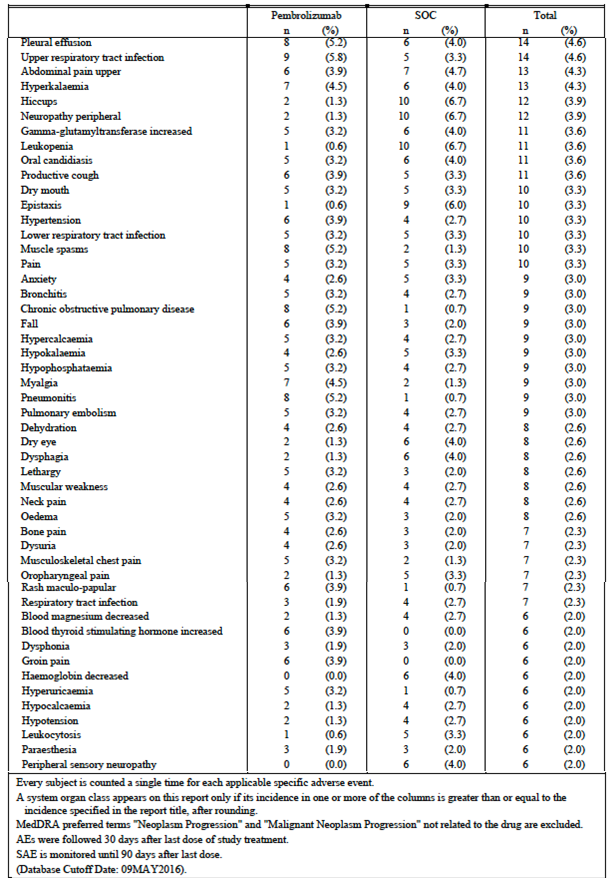 Pembrolizumab SOC Total
n (%) n (%) n (%)
Pleural effusion 8 (5.2) 6 (4.0) 14 (4.6)
Upper respiratory tract infection 9 (5.8) 5 (3.3) 14 (4.6)
Abdominal pain upper 6 (3.9) 7 (4.7) 13 (4.3)
Hyperkalaemia 7 (4.5) 6 (4.0) 13 (4.3)
Hiccups 2 (1.3) 10 (6.7) 12 (3.9)
Neuropathy peripheral 2 (1.3) 10 (6.7) 12 (3.9)
Gamma-glutamyltransferase increased 5 (3.2) 6 (4.0) 11 (3.6)
Leukopenia 1 (0.6) 10 (6.7) 11 (3.6)
Oral candidiasis 5 (3.2) 6 (4.0) 11 (3.6)
Productive cough 6 (3.9) 5 (3.3) 11 (3.6)
Dry mouth 5 (3.2) 5 (3.3) 10 (3.3)
Epistaxis 1 (0.6) 9 (6.0) 10 (3.3)
Hypertension 6 (3.9) 4 (2.7) 10 (3.3)
Lower respiratory tract infection 5 (3.2) 5 (3.3) 10 (3.3)
Muscle spasms 8 (5.2) 2 (1.3) 10 (3.3)
Pain 5 (3.2) 5 (3.3) 10 (3.3)
Anxiety 4 (2.6) 5 (3.3) 9 (3.0)
Bronchitis 5 (3.2) 4 (2.7) 9 (3.0)
Chronic obstructive pulmonary disease 8 (5.2) 1 (0.7) 9 (3.0)
Fall 6 (3.9) 3 (2.0) 9 (3.0)
Hypercalcaemia 5 (3.2) 4 (2.7) 9 (3.0)
Hypokalaemia 4 (2.6) 5 (3.3) 9 (3.0)
Hypophosphataemia 5 (3.2) 4 (2.7) 9 (3.0)
Myalgia 7 (4.5) 2 (1.3) 9 (3.0)
Pneumonitis 8 (5.2) 1 (0.7) 9 (3.0)
Pulmonary embolism 5 (3.2) 4 (2.7) 9 (3.0)
Dehydration 4 (2.6) 4 (2.7) 8 (2.6)
Dry eye 2 (1.3) 6 (4.0) 8 (2.6)
Dysphagia 2 (1.3) 6 (4.0) 8 (2.6)
Lethargy 5 (3.2) 3 (2.0) 8 (2.6)
Muscular weakness 4 (2.6) 4 (2.7) 8 (2.6)
Neck pain 4 (2.6) 4 (2.7) 8 (2.6)
Oedema 5 (3.2) 3 (2.0) 8 (2.6)
Bone pain 4 (2.6) 3 (2.0) 7 (2.3)
Dysuria 4 (2.6) 3 (2.0) 7 (2.3)
Musculoskeletal chest pain 5 (3.2) 2 (1.3) 7 (2.3)
Oropharyngeal pain 2 (1.3) 5 (3.3) 7 (2.3)
Rash maculo-papular 6 (3.9) 1 (0.7) 7 (2.3)
Respiratory tract infection 3 (1.9) 4 (2.7) 7 (2.3)
Blood magnesium decreased 2 (1.3) 4 (2.7) 6 (2.0)
Blood thyroid stimulating hormone increased 6 (3.9) 0 (0.0) 6 (2.0)
Dysphonia 3 (1.9) 3 (2.0) 6 (2.0)
Groin pain 6 (3.9) 0 (0.0) 6 (2.0)
Haemoglobin decreased 0 (0.0) 6 (4.0) 6 (2.0)
Hyperuricaemia 5 (3.2) 1 (0.7) 6 (2.0)
Hypocalcaemia 2 (1.3) 4 (2.7) 6 (2.0)
Hypotension 2 (1.3) 4 (2.7) 6 (2.0)
Leukocytosis 1 (0.6) 5 (3.3) 6 (2.0)
Paraesthesia 3 (1.9) 3 (2.0) 6 (2.0)
Peripheral sensory neuropathy 0 (0.0) 6 (4.0) 6 (2.0)
Every subject is counted a single time for each applicable specific adverse event.
A system organ class appears on this report only if its incidence in one or more of the columns is greater than or equal to the
incidence specified in the report title, after rounding.
MedDRA preferred terms "Neoplasm Progression" and "Malignant Neoplasm Progression" not related to the drug are excluded.
AEs were followed 30 days after last dose of study treatment.
SAE is monitored until 90 days after last dose.
(Database Cutoff Date: 09MAY2016).